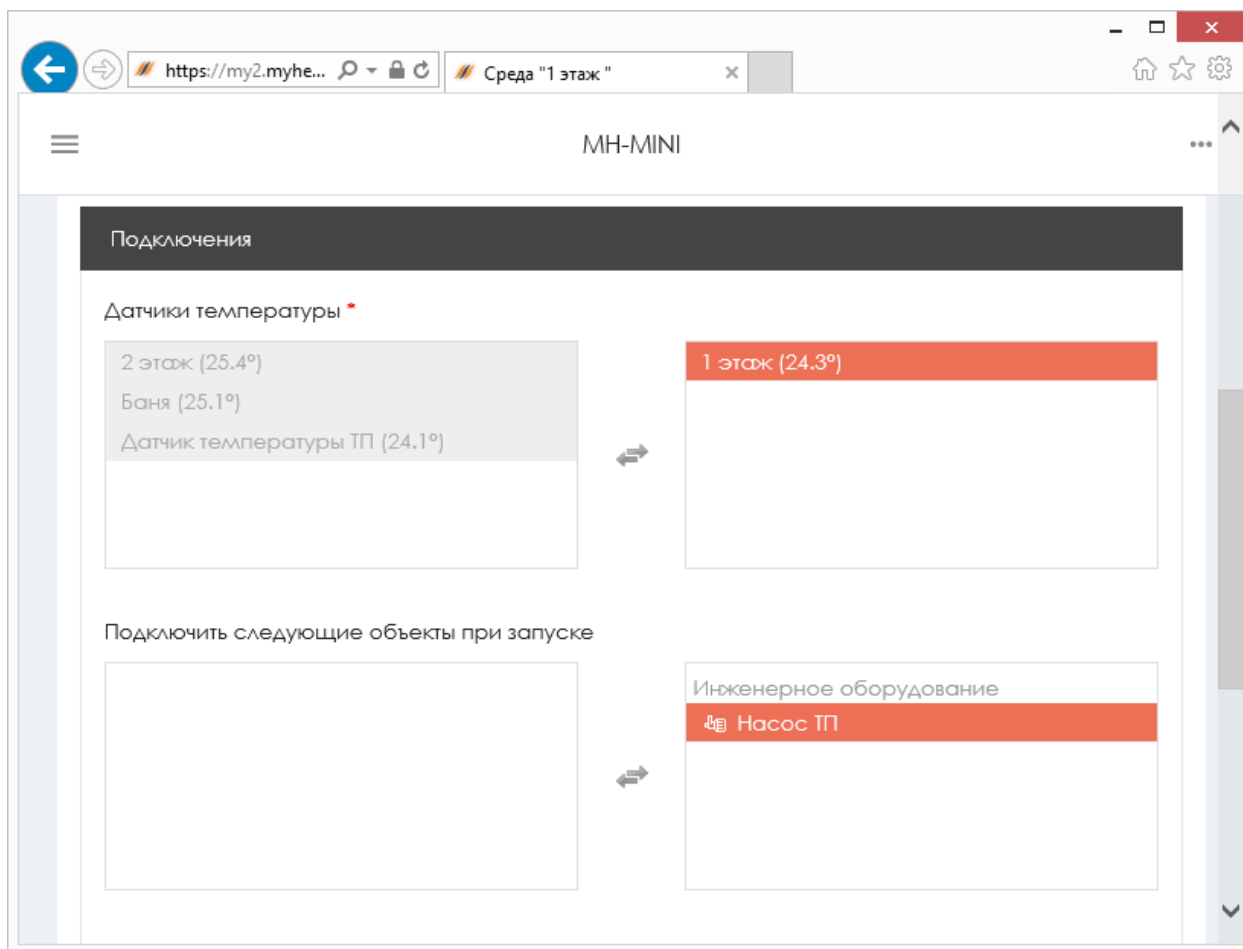 https://my2.myhe...
Среда "1 этаж "
MH-MINI
Подключения
Датчики температуры *
2 этаж (25.4°)
Баня (25.1°)
Датчик температуры ТП (24.1°)
1 этаж (24.3°)
Подключить следующие объекты при запуске
Инженерное оборудование
Насос ТП